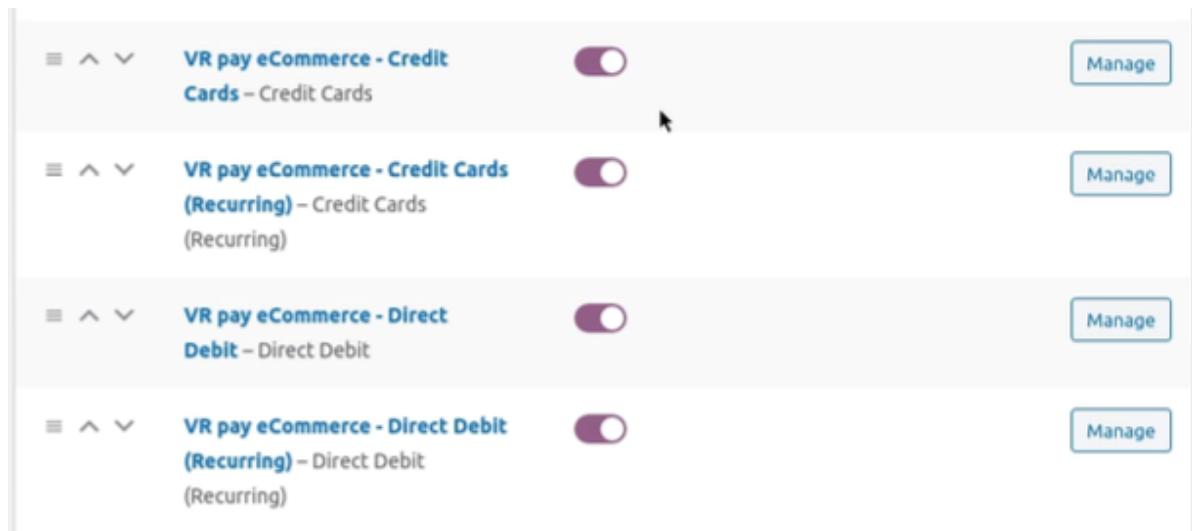 VR pay eCommerce - Credit
Cards – Credit Cards
Manage
VR pay eCommerce - Credit Cards
(Recurring) – Credit Cards
(Recurring)
Manage
VR pay eCommerce - Direct
Debit – Direct Debit
Manage
VR pay eCommerce - Direct Debit
(Recurring) – Direct Debit
(Recurring)
Manage